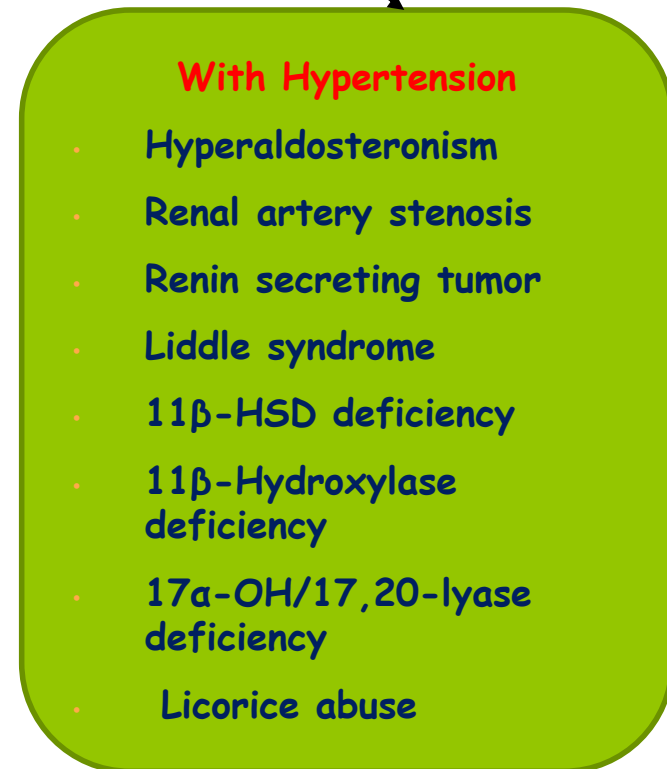 With Hypertension
• Hyperaldosteronism
• Renal artery stenosis
• Renin secreting tumor
• Liddle syndrome
• 11β-HSD deficiency
• 11β-Hydroxylase
deficiency
• 17α-OH/17,20-lyase
deficiency
• Licorice abuse